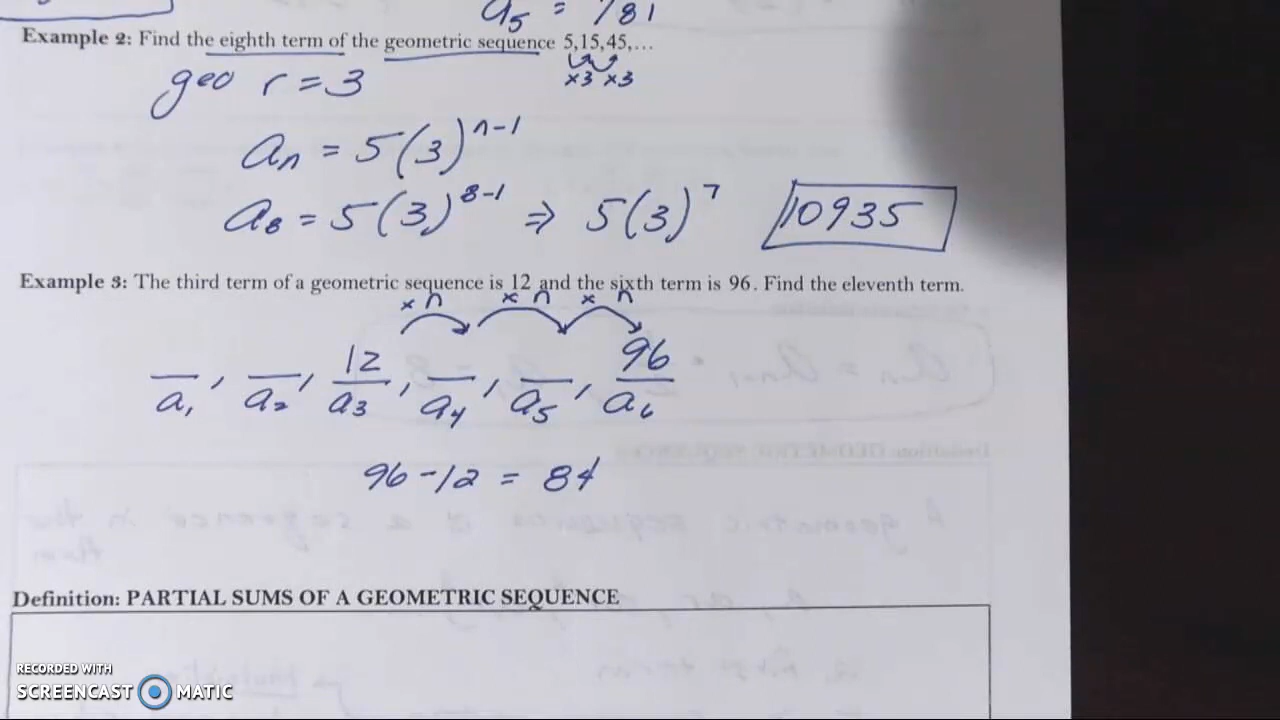 a₅ = 781
Example 2: Find the eighth term of the geometric sequence 5,15,45,…
×3 ×3
geo r = 3
aₙ = 5(3)ⁿ⁻¹
a₈ = 5(3)⁸⁻¹ ⇒ 5(3)⁷ 10935
Example 3: The third term of a geometric sequence is 12 and the sixth term is 96. Find the eleventh term.
×n ×n ×n
12 96
a₁, a₂, a₃, a₄, a₅, a₆
96-12 = 84
Definition: PARTIAL SUMS OF A GEOMETRIC SEQUENCE
RECORDED WITH
SCREENCAST MATIC